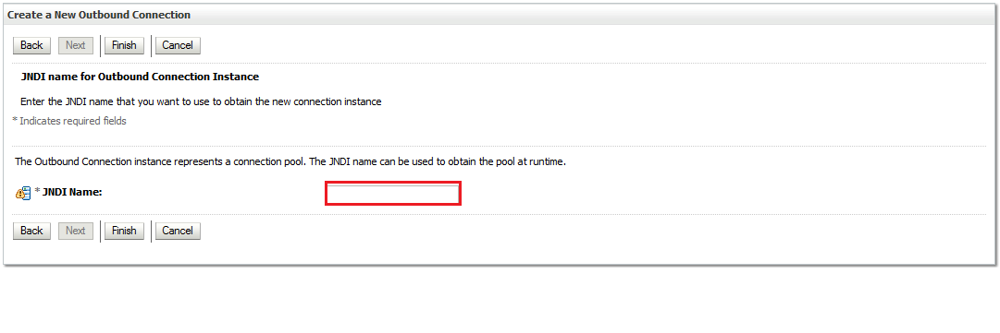 Create a New Outbound Connection
Back Next Finish Cancel
JNDI name for Outbound Connection Instance
Enter the JNDI name that you want to use to obtain the new connection instance
* Indicates required fields
The Outbound Connection instance represents a connection pool. The JNDI name can be used to obtain the pool at runtime.
* JNDI Name:
Back Next Finish Cancel